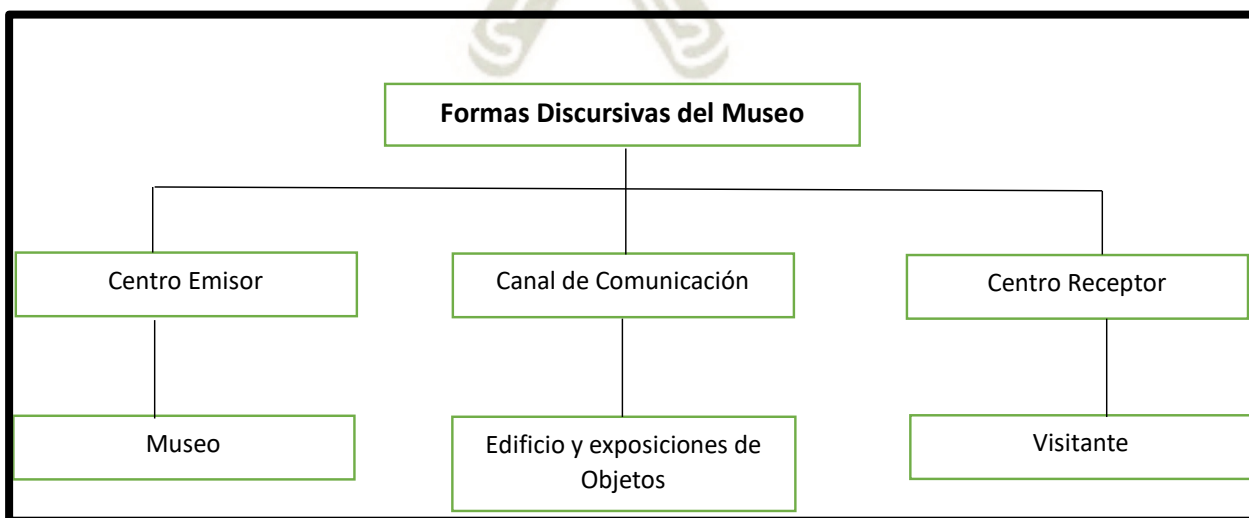 Formas Discursivas del Museo
Centro Emisor
Canal de Comunicación
Centro Receptor
Museo
Edificio y exposiciones de
Objetos
Visitante